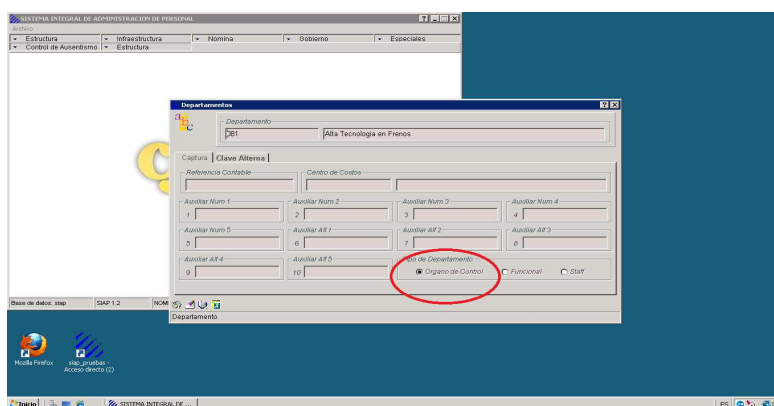 SISTEMA INTEGRAL DE ADMINISTRACION DE PERSONAL
Archivo
Estructura Infraestructura Nomina Gobierno Especiales
Control de Ausentismo Estructura
Departamentos
abc
Departamento
DB1 Alta Tecnologia en Frenos
Captura Clave Alterna
Referencia Contable Centro de Costos
Auxiliar Num 1 Auxiliar Num 2 Auxiliar Num 3 Auxiliar Num 4
1 2 3 4
Auxiliar Num 5 Auxiliar Alf 1 Auxiliar Alf 2 Auxiliar Alf 3
5 6 7 8
Auxiliar Alf 4 Auxiliar Alf 5 Tipo de Departamento
9 10 Organo de Control Funcional Staff
Base de datos: siap SIAP 1.2 NOMI
Departamento
Mozilla Firefox siap_pruebas -
Acceso directo (2)
Inicio SISTEMA INTEGRAL DE ... ES